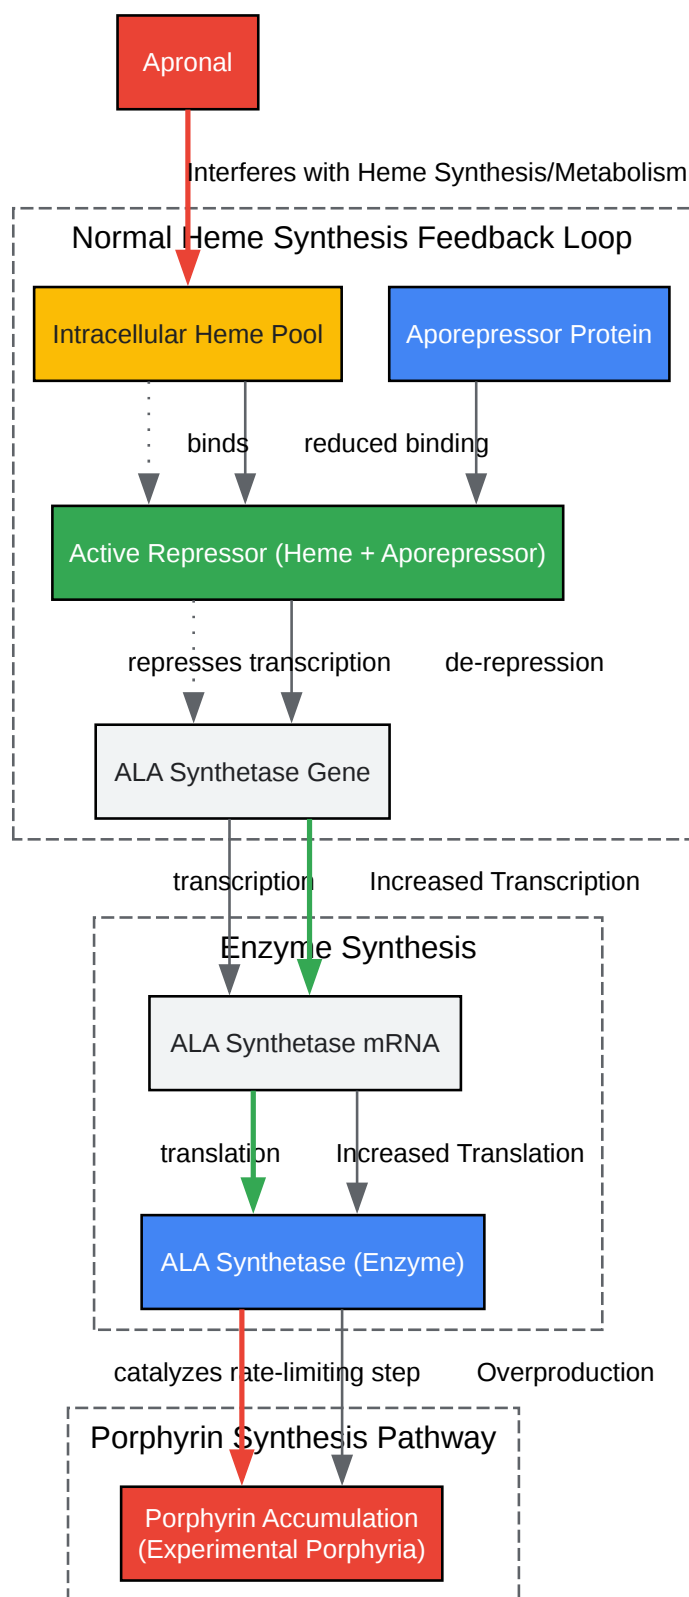 Apronal
Interferes with Heme Synthesis/Metabolism
Normal Heme Synthesis Feedback Loop
Intracellular Heme Pool
Aporepressor Protein
binds
reduced binding
Active Repressor (Heme + Aporepressor)
represses transcription
de-repression
ALA Synthetase Gene
transcription
Increased Transcription
Enzyme Synthesis
ALA Synthetase mRNA
translation
Increased Translation
ALA Synthetase (Enzyme)
catalyzes rate-limiting step
Overproduction
Porphyrin Synthesis Pathway
Porphyrin Accumulation
(Experimental Porphyria)